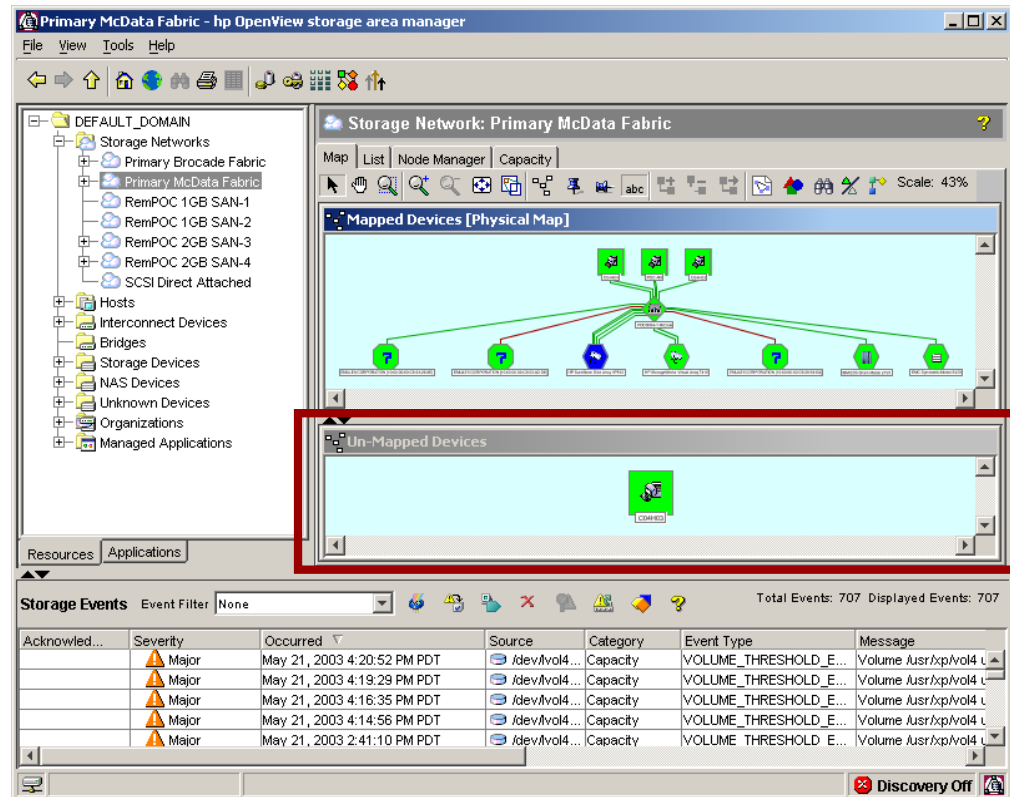 Primary McData Fabric - hp OpenView storage area manager
File View Tools Help
DEFAULT_DOMAIN
Storage Networks
Primary Brocade Fabric
Primary McData Fabric
RemPOC 1GB SAN-1
RemPOC 1GB SAN-2
RemPOC 2GB SAN-3
RemPOC 2GB SAN-4
SCSI Direct Attached
Hosts
Interconnect Devices
Bridges
Storage Devices
NAS Devices
Unknown Devices
Organizations
Managed Applications
Resources Applications
Storage Network: Primary McData Fabric
Map List Node Manager Capacity
abc Scale: 43%
Mapped Devices [Physical Map]
Un-Mapped Devices
Storage Events Event Filter None Total Events: 707 Displayed Events: 707
Acknowled... Severity Occurred Source Category Event Type Message
Major May 21, 2003 4:20:52 PM PDT /dev/lvol4... Capacity VOLUME_THRESHOLD_E... Volume /usr/xp/vol4 u
Major May 21, 2003 4:19:29 PM PDT /dev/lvol4... Capacity VOLUME_THRESHOLD_E... Volume /usr/xp/vol4 u
Major May 21, 2003 4:16:35 PM PDT /dev/lvol4... Capacity VOLUME_THRESHOLD_E... Volume /usr/xp/vol4 u
Major May 21, 2003 4:14:56 PM PDT /dev/lvol4... Capacity VOLUME_THRESHOLD_E... Volume /usr/xp/vol4 u
Major May 21, 2003 2:41:10 PM PDT /dev/lvol4... Capacity VOLUME_THRESHOLD_E... Volume /usr/xp/vol4 u
Discovery Off